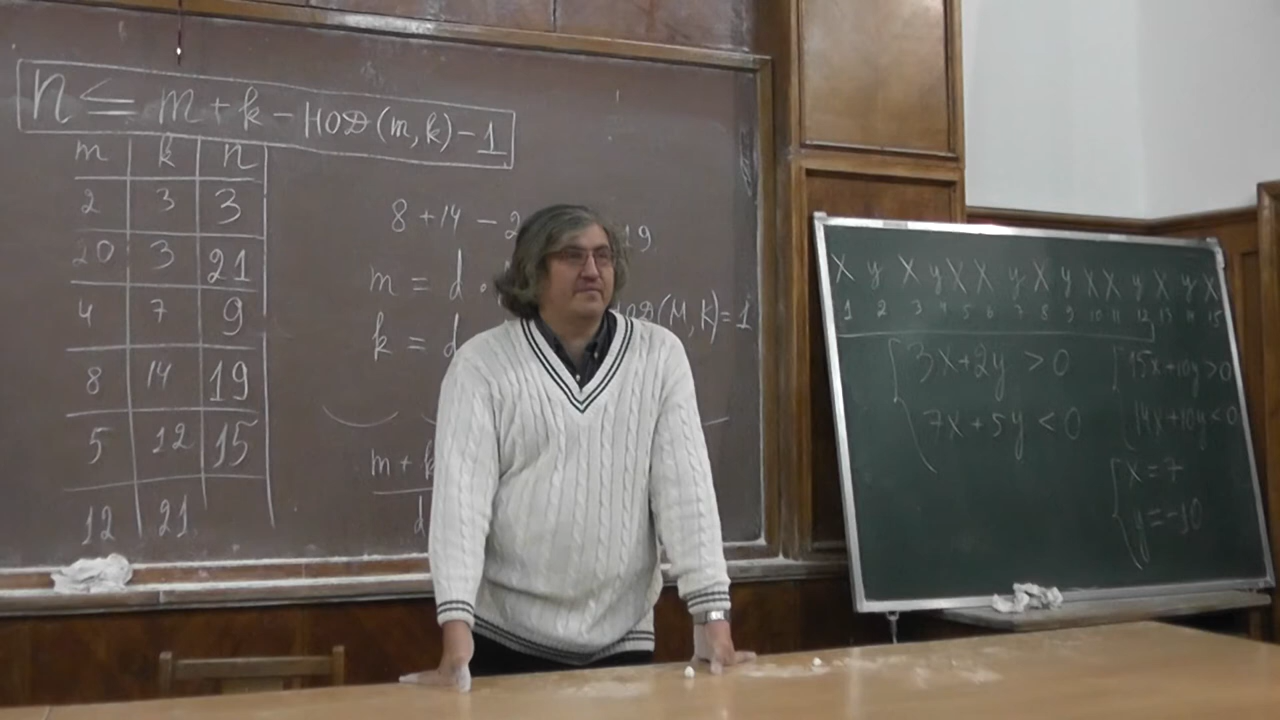 n ≤ m + k − НОД(m, k) − 1
m k n
2 3 3
20 3 21
4 7 9
8 14 19
5 12 15
12 21
8 + 14 − 2 19
m = d ·
НОД(M, K) = 1
k = d
m + k
d
X y X y X X y X y X X y X y X
1 2 3 4 5 6 7 8 9 10 11 12 13 14 15
3x + 2y > 0
7x + 5y < 0
15x + 10y > 0
14x + 10y < 0
x = 7
y = −10